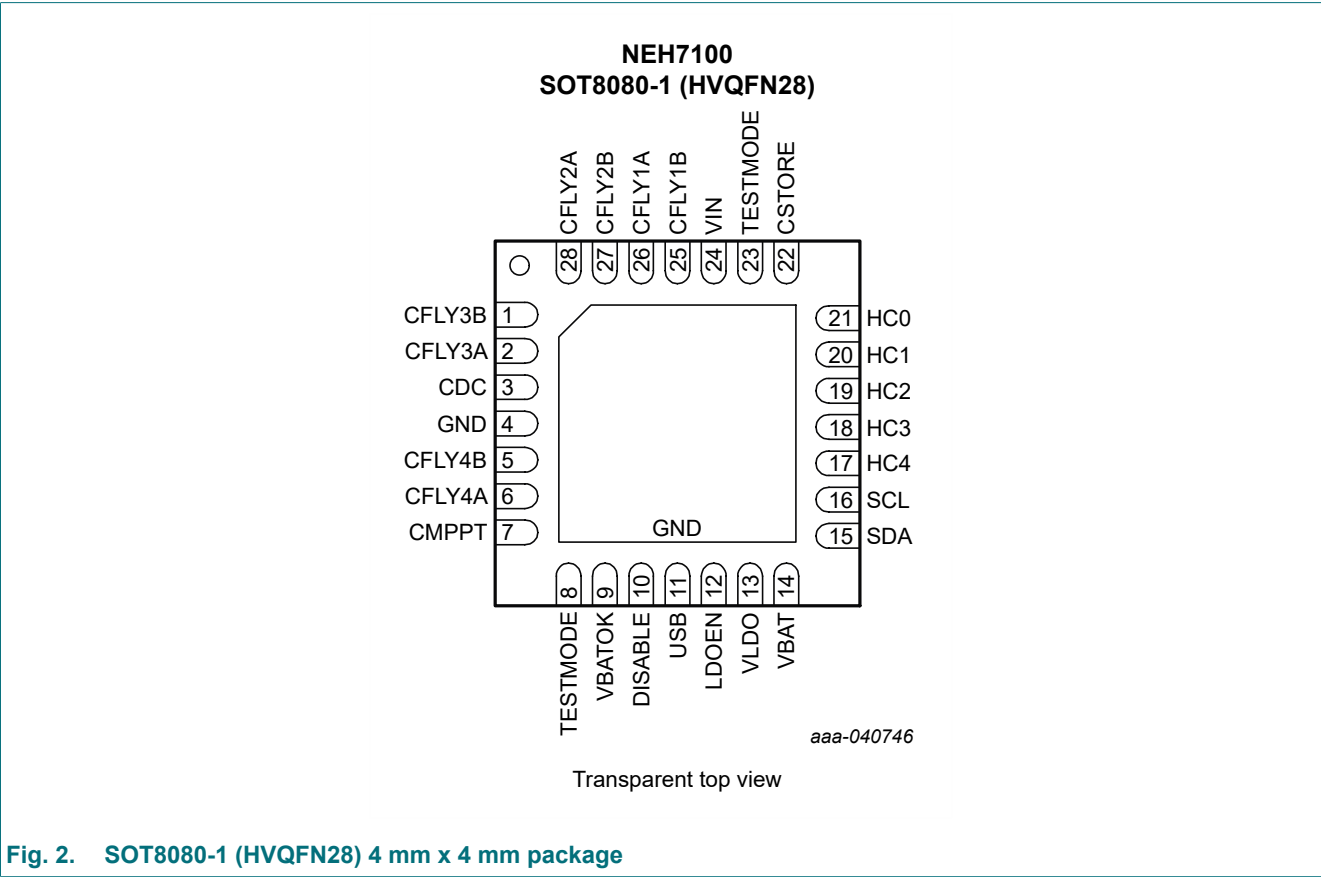 NEH7100
SOT8080-1 (HVQFN28)
CFLY2A
CFLY2B
CFLY1A
CFLY1B
VIN
TESTMODE
CSTORE
28
27
26
25
24
23
22
CFLY3B 1
CFLY3A 2
CDC 3
GND 4
CFLY4B 5
CFLY4A 6
CMPPT 7
21 HC0
20 HC1
19 HC2
18 HC3
17 HC4
16 SCL
15 SDA
GND
8
9
10
11
12
13
14
TESTMODE
VBATOK
DISABLE
USB
LDOEN
VLDO
VBAT
aaa-040746
Transparent top view
Fig. 2. SOT8080-1 (HVQFN28) 4 mm x 4 mm package